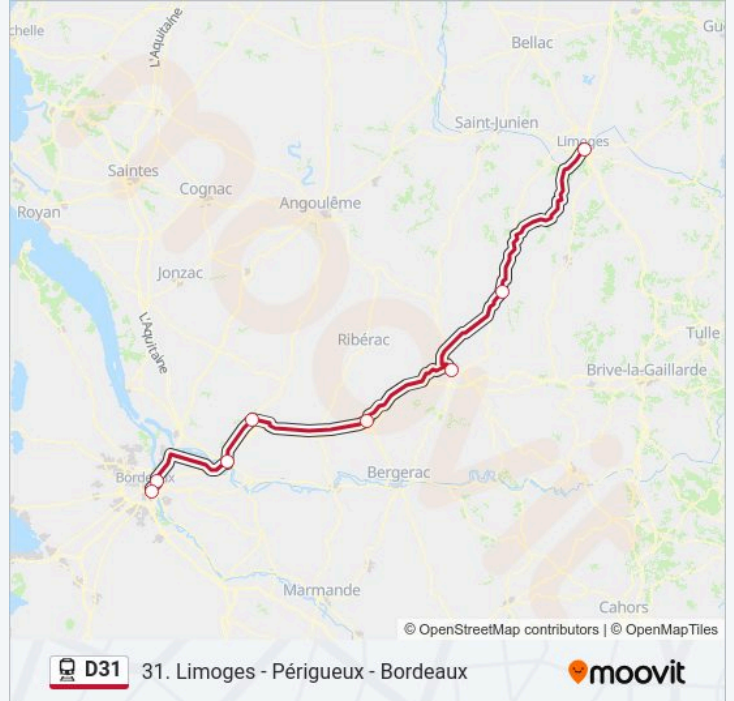 chelle
L'Aquitaine
Bellac
Gu
Saint-Junien
Limoges
Saintes
Cognac
Royan
Angoulême
Jonzac
L'Aquitaine
Ribérac
Tulle
Brive-la-Gaillarde
Bergerac
Bordeaux
Marmande
Cahors
moovit
© OpenStreetMap contributors | © OpenMapTiles
D31 31. Limoges - Périgueux - Bordeaux moovit